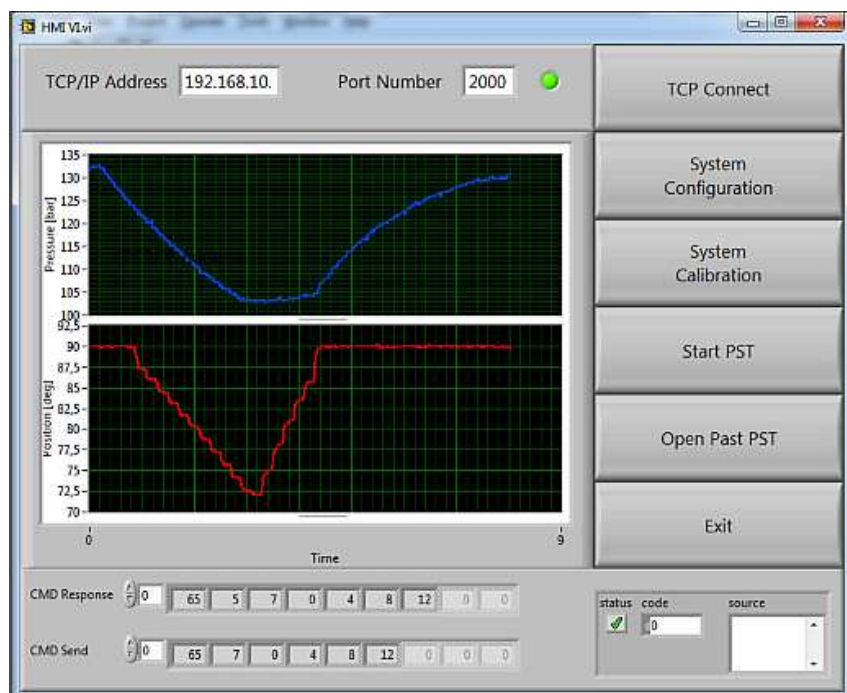 HMI VI.vi
TCP/IP Address 192.168.10. Port Number 2000
TCP Connect
System
Configuration
System
Calibration
Start PST
Open Past PST
Exit
Pressure [bar]
135
130
125
120
115
110
105
100
Position [deg]
92,5
90
87,5
85
82,5
80
77,5
75
72,5
70
0 9
Time
CMD Response 0 65 5 7 0 4 8 12 0 0
CMD Send 0 65 7 0 4 8 12 0 0 0
status code source
0